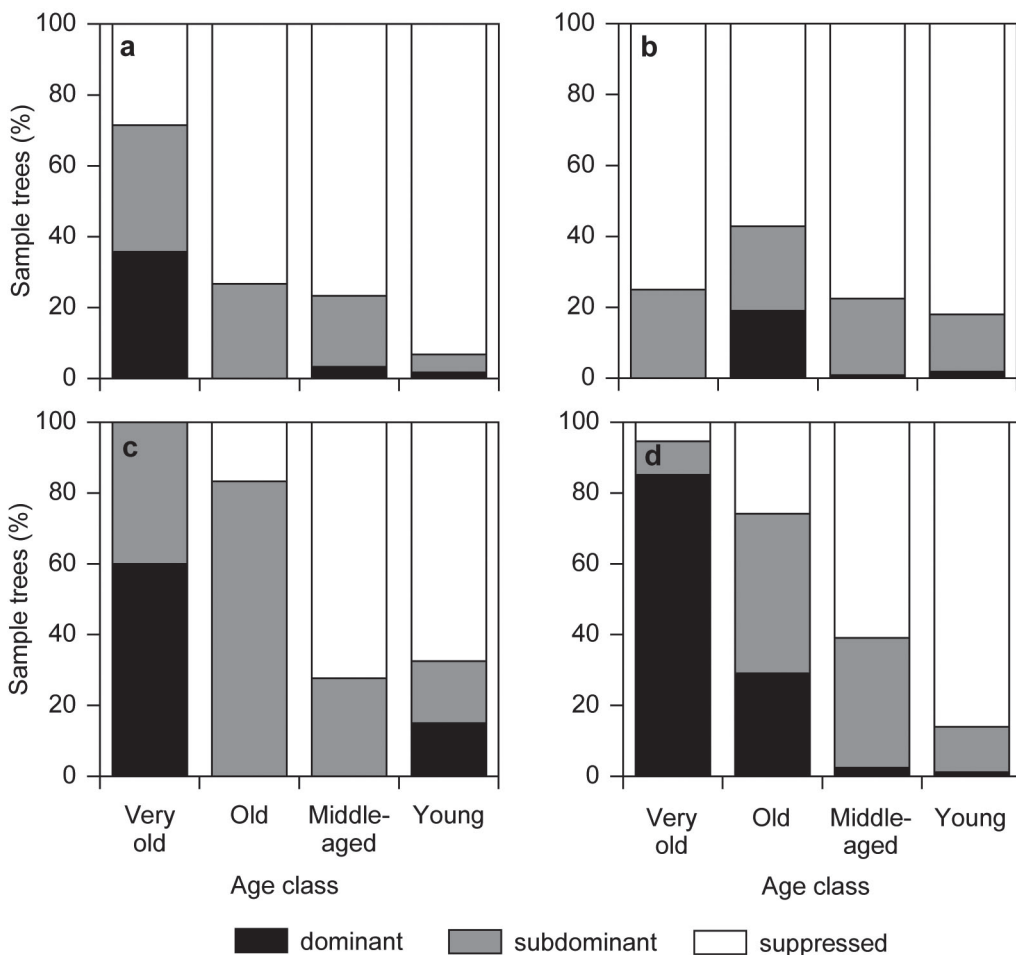 a
100
80
60
40
20
0
Sample trees (%)
b
100
80
60
40
20
0
c
100
80
60
40
20
0
Sample trees (%)
Very
old
Old
Middle-
aged
Young
Age class
d
100
80
60
40
20
0
Very
old
Old
Middle-
aged
Young
Age class
dominant
subdominant
suppressed